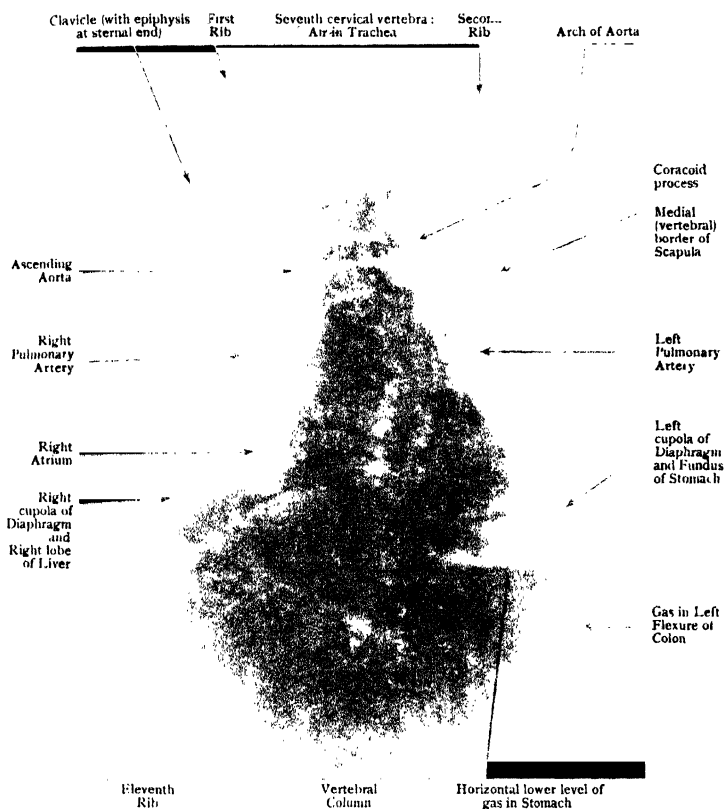 Clavicle (with epiphysis
at sternal end)
First
Rib
Seventh cervical vertebra :
Air in Trachea
Rib
Arch of Aorta
Coracoid
process
Medial
(vertebral)
border of
Scapula
Ascending
Aorta
Right
Pulmonary
Artery
Left
Pulmonary
Artery
Right
Atrium
Left
cupola of
Diaphragm
and Fundus
of Stomach
Right
cupola of
Diaphragm
and
Right lobe
of Liver
Gas in Left
Flexure of
Colon
Eleventh
Rib
Vertebral
Column
Horizontal lower level of
gas in Stomach